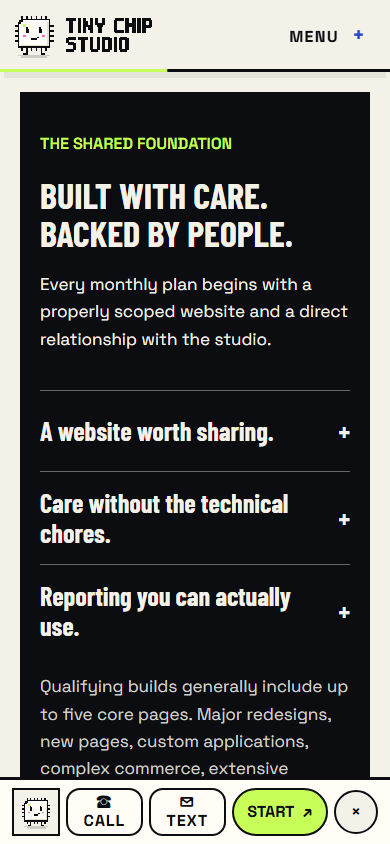 TINY CHIP
STUDIO
MENU +
THE SHARED FOUNDATION
BUILT WITH CARE.
BACKED BY PEOPLE.
Every monthly plan begins with a
properly scoped website and a direct
relationship with the studio.
A website worth sharing. +
Care without the technical
chores. +
Reporting you can actually
use. +
Qualifying builds generally include up
to five core pages. Major redesigns,
new pages, custom applications,
complex commerce, extensive
CALL
TEXT
START ↗
×